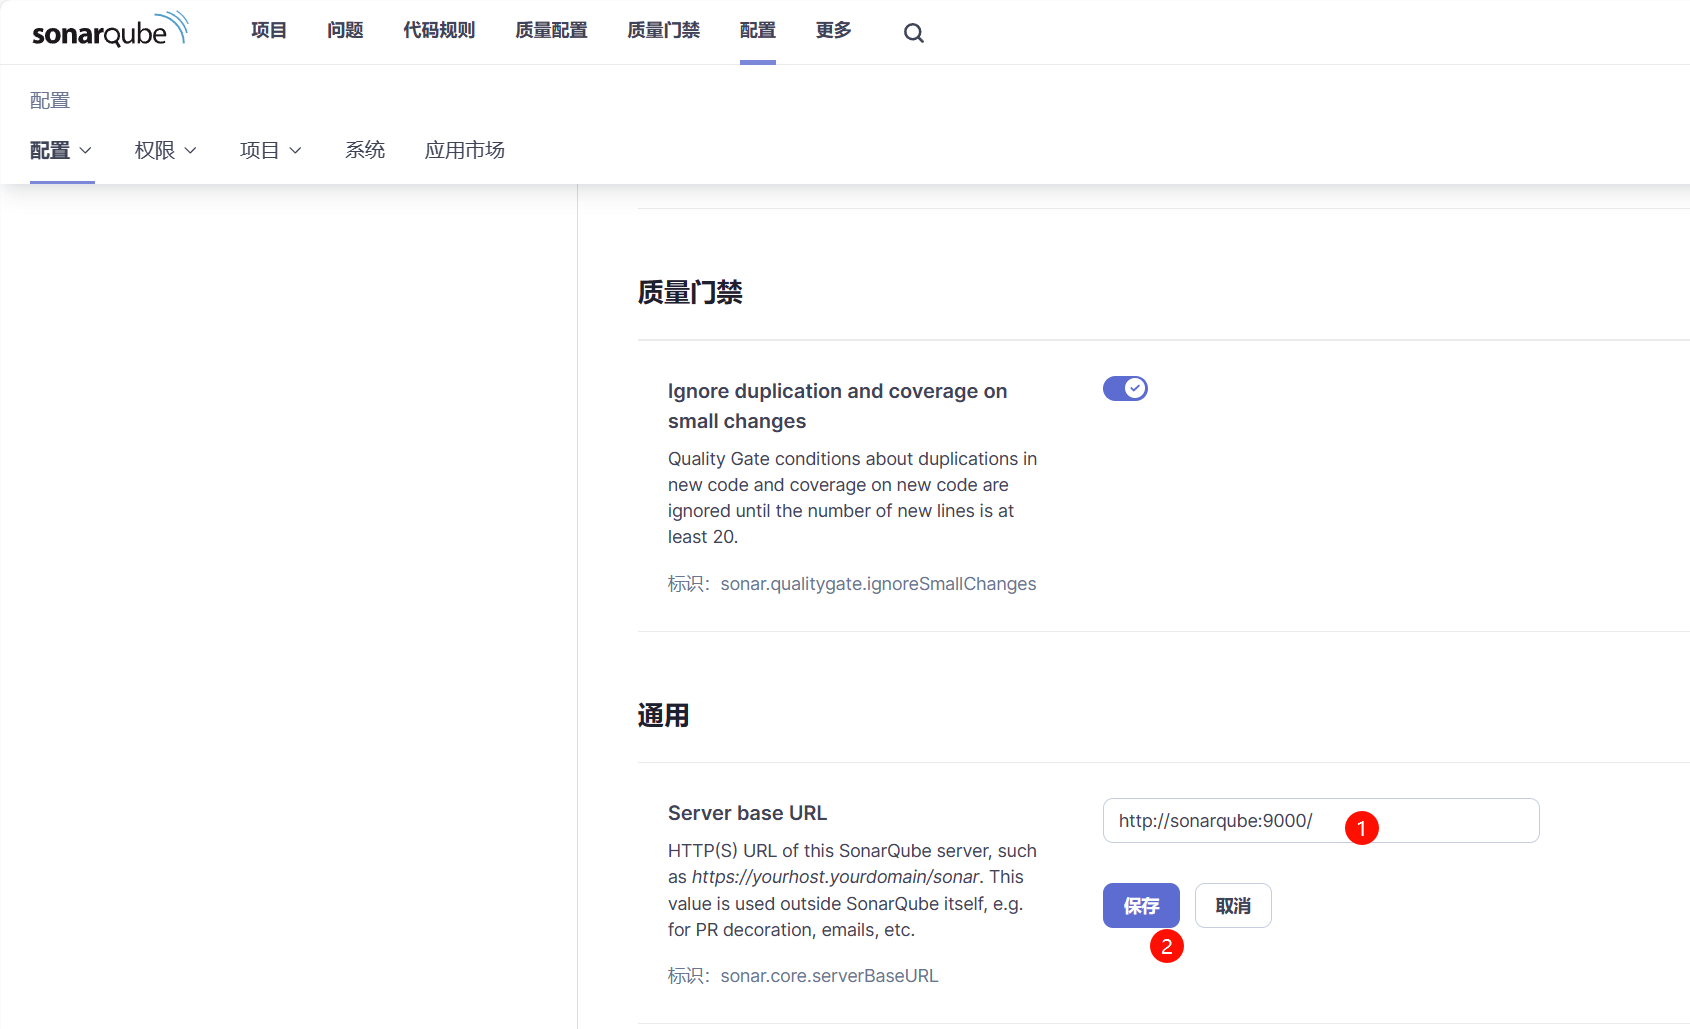 sonarqube 项目 问题 代码规则 质量配置 质量门禁 配置 更多
配置
配置 权限 项目 系统 应用市场
质量门禁
Ignore duplication and coverage on
small changes
Quality Gate conditions about duplications in
new code and coverage on new code are
ignored until the number of new lines is at
least 20.
标识：sonar.qualitygate.ignoreSmallChanges
通用
Server base URL
HTTP(S) URL of this SonarQube server, such
as https://yourhost.yourdomain/sonar. This
value is used outside SonarQube itself, e.g.
for PR decoration, emails, etc.
标识：sonar.core.serverBaseURL
http://sonarqube:9000/ 1
保存 取消
2